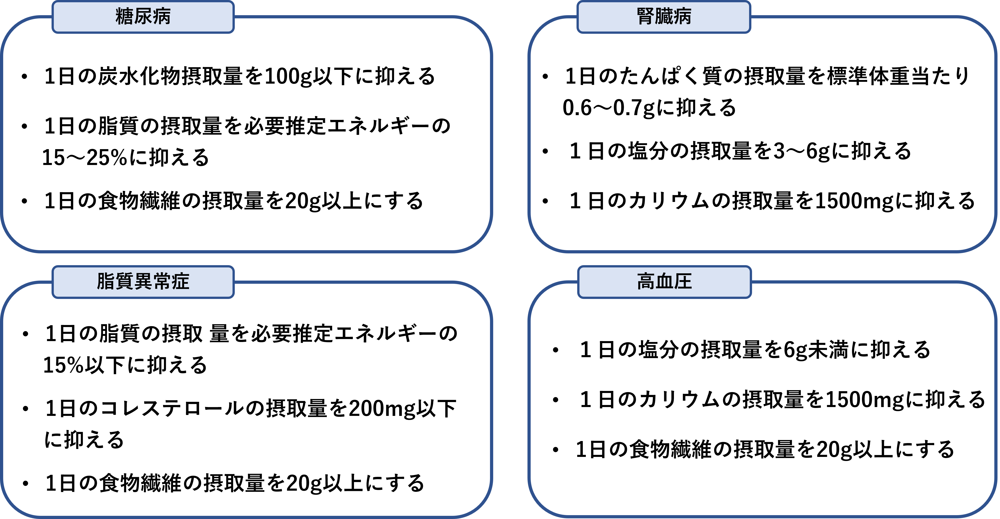 糖尿病
• 1日の炭水化物摂取量を100g以下に抑える
• 1日の脂質の摂取量を必要推定エネルギーの
15～25%に抑える
• 1日の食物繊維の摂取量を20g以上にする
腎臓病
• 1日のたんぱく質の摂取量を標準体重当たり
0.6～0.7gに抑える
• 1 日の塩分の摂取量を3～6gに抑える
• 1 日のカリウムの摂取量を1500mgに抑える
脂質異常症
• 1日の脂質の摂取 量を必要推定エネルギーの
15%以下に抑える
• 1日のコレステロールの摂取量を200mg以下
に抑える
• 1日の食物繊維の摂取量を20g以上にする
高血圧
• 1 日の塩分の摂取量を6g未満に抑える
• 1 日のカリウムの摂取量を1500mgに抑える
• 1日の食物繊維の摂取量を20g以上にする